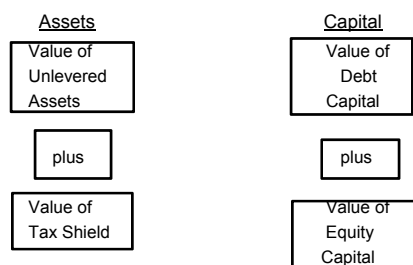 Assets
Value of
Unlevered
Assets
plus
Value of
Tax Shield
Capital
Value of
Debt
Capital
plus
Value of
Equity
Capital